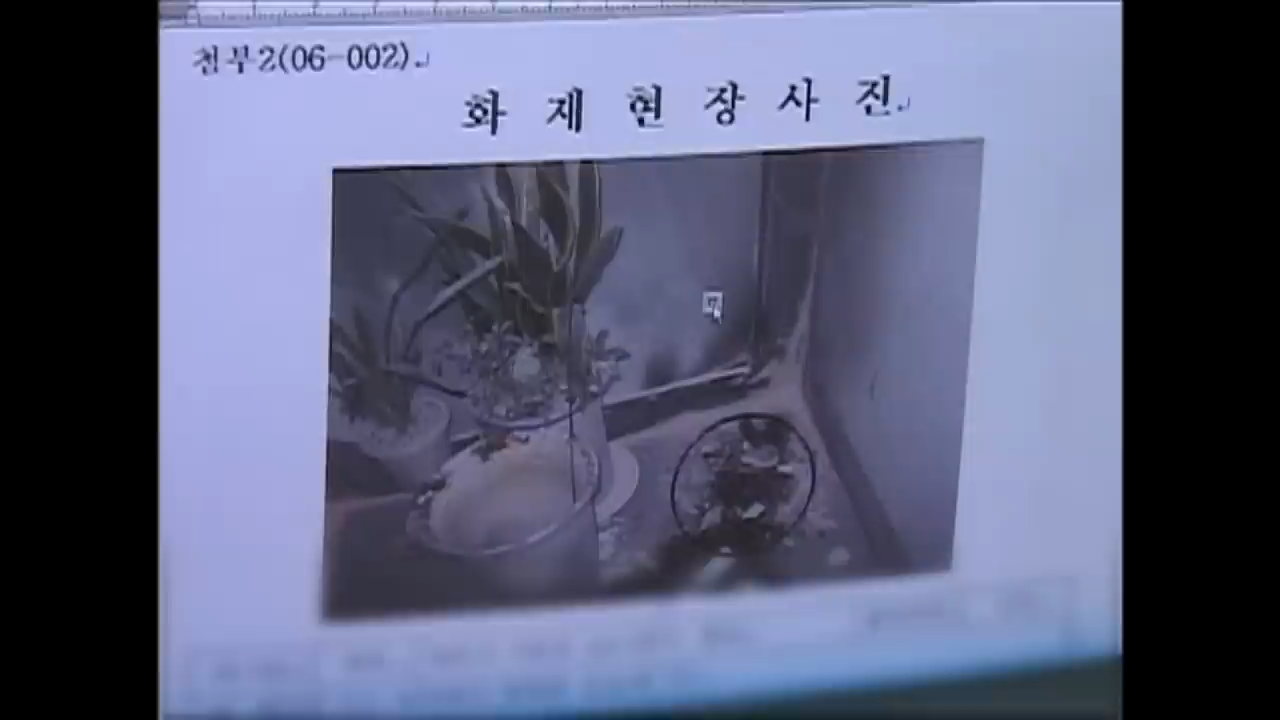 첨부2(06-002).
화 재 현 장 사 진.